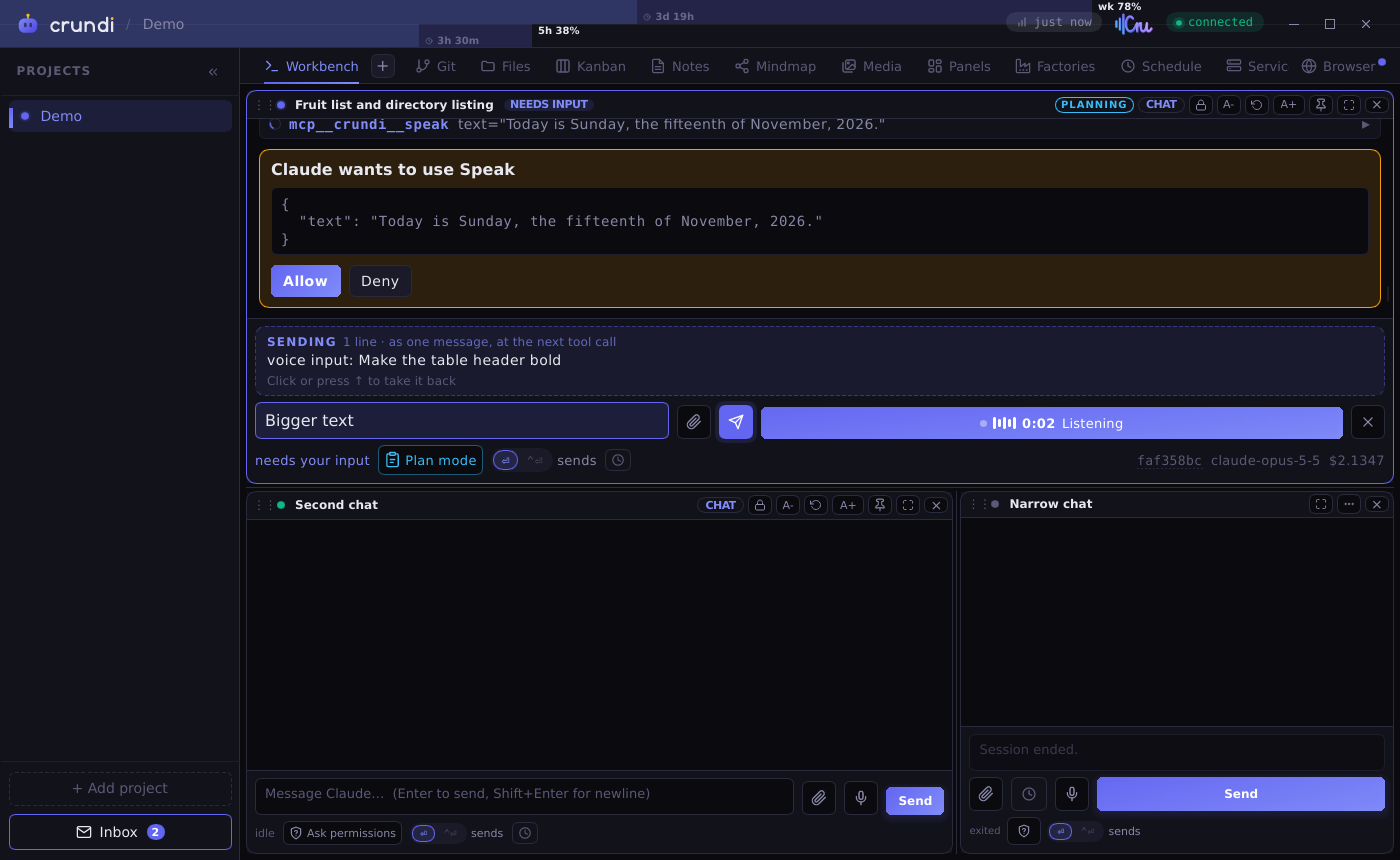 crundi / Demo
3d 19h
3h 30m
5h 38%
just now
wk 78%
Cru
connected
PROJECTS
Demo
+ Add project
Inbox 2
Workbench
Git
Files
Kanban
Notes
Mindmap
Media
Panels
Factories
Schedule
Servic
Browser
Fruit list and directory listing NEEDS INPUT PLANNING CHAT A- A+
mcp__crundi__speak text="Today is Sunday, the fifteenth of November, 2026."
Claude wants to use Speak
{
"text": "Today is Sunday, the fifteenth of November, 2026."
}
Allow Deny
SENDING 1 line · as one message, at the next tool call
voice input: Make the table header bold
Click or press ↑ to take it back
Bigger text
0:02 Listening
needs your input Plan mode ⏎ ^⏎ sends
faf358bc claude-opus-5-5 $2.1347
Second chat CHAT A- A+
Message Claude… (Enter to send, Shift+Enter for newline)
Send
idle Ask permissions ⏎ ^⏎ sends
Narrow chat
Session ended.
Send
exited ⏎ ^⏎ sends